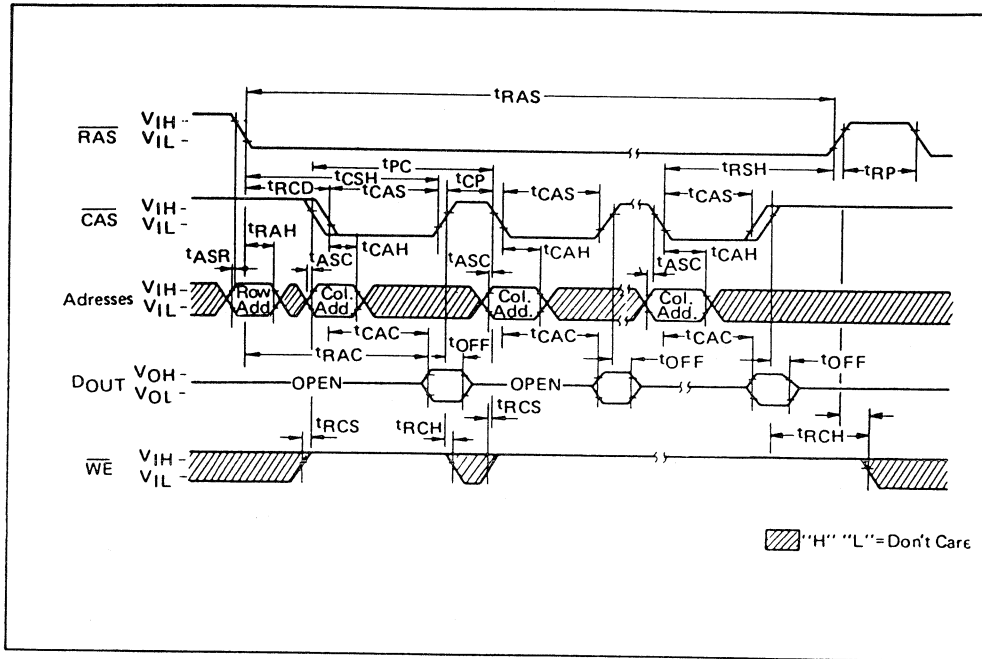 tRAS
RAS VIH
VIL
tPC
tRSH
tRP
tCSH
tCP
tRCD tCAS tCAS tCAS
CAS VIH
VIL
tRAH
tCAH tCAH tCAH
tASR tASC tASC tASC
Adresses VIH
VIL
Row Add. Col. Add. Col. Add. Col. Add.
tCAC tCAC tCAC
tRAC tOFF tOFF tOFF
DOUT VOH
VOL
OPEN OPEN
tRCS
tRCS tRCH tRCH
WE VIH
VIL
"H" "L"=Don't Care